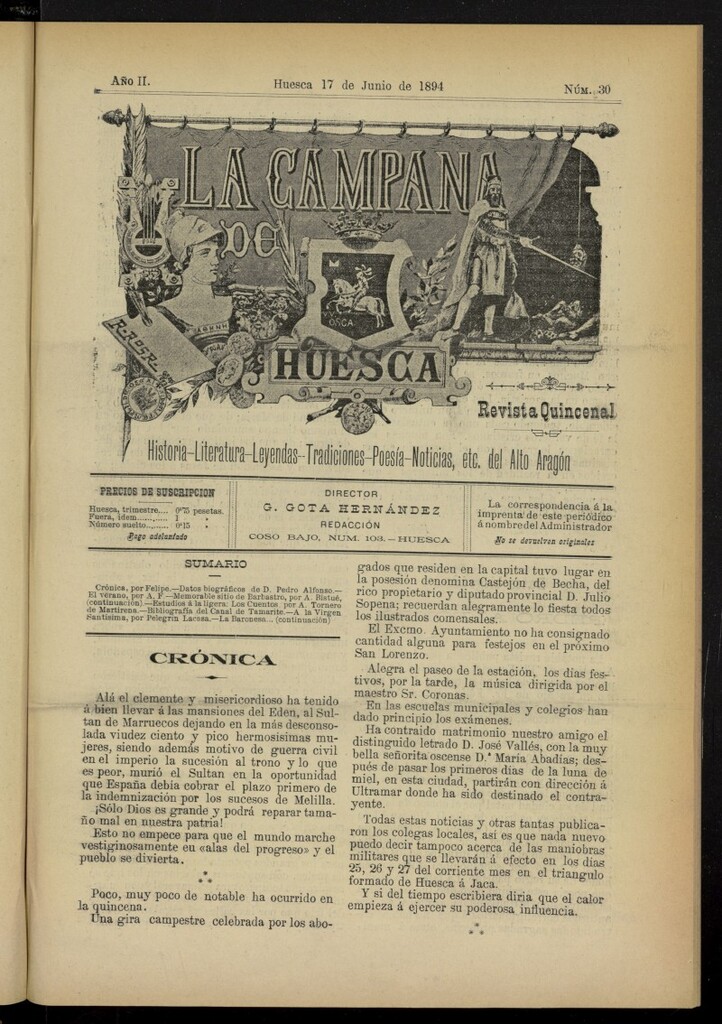 Año II.
Huesca 17 de Junio de 1894
Núm. 30
LA CAMPANA
DE
OSCA
HUESCA
Revista Quincenal
Historia-Literatura-Leyendas-Tradiciones-Poesía-Noticias, etc. del Alto Aragón
PRECIOS DE SUSCRIPCION
Huesca, trimestre.... 0'75 pesetas.
Fuera, idem........... 1 »
Número suelto........ 0'15 »
Pago adelantado
DIRECTOR
G. GOTA HERNÁNDEZ
REDACCIÓN
COSO BAJO, NUM. 103.—HUESCA
La correspondencia á la
imprenta de este periódico
á nombre del Administrador
No se devuelven originales
SUMARIO
Crónica, por Felipe.—Datos biográficos de D. Pedro Alfonso.—
El vérano, por A. F—Memorable sitio de Barbastro, por A. Ristué,
(continuación).—Estudios á la ligera: Los Cuentos, por A. Tornero
de Martirena.—Bibliografía del Canal de Tamarite.—A la Virgen
Santísima, por Pelegrín Lacosa.—La Baronesa... (continuación)
CRÓNICA
Alá el clemente y misericordioso ha tenido
á bien llevar á las mansiones del Eden, al Sul-
tan de Marruecos dejando en la más desconso-
lada viudez ciento y pico hermosísimas mu-
jeres, siendo además motivo de guerra civil
en el imperio la sucesión al trono y lo que
es peor, murió el Sultan en la oportunidad
que España debía cobrar el plazo primero de
la indemnización por los sucesos de Melilla.
¡Sólo Dios es grande y podrá reparar tama-
ño mal en nuestra patria!
Esto no empece para que el mundo marche
vestiginosamente eu «alas del progreso» y el
pueblo se divierta.
Poco, muy poco de notable ha ocurrido en
la quincena.
Una gira campestre celebrada por los abo-
gados que residen en la capital tuvo lugar en
la posesión denomina Castejón de Becha, del
rico propietario y diputado provincial D. Julio
Sopena; recuerdan alegremente lo fiesta todos
los ilustrados comensales.
El Excmo. Ayuntamiento no ha consignado
cantidad alguna para festejos en el próximo
San Lorenzo.
Alegra el paseo de la estación, los dias fes-
tivos, por la tarde, la música dirigida por el
maestro Sr. Coronas.
En las escuelas municipales y colegios han
dado principio los exámenes.
Ha contraido matrimonio nuestro amigo el
distinguido letrado D. José Vallés, con la muy
bella señorita oscense D.ª María Abadías; des-
pués de pasar los primeros dias de la luna de
miel, en esta ciudad, partirán con dirección á
Ultramar donde ha sido destinado el contra-
yente.
Todas estas noticias y otras tantas publica-
ron los colegas locales, así es que nada nuevo
puedo decir tampoco acerca de las maniobras
militares que se llevarán á efecto en los dias
25, 26 y 27 del corriente mes en el triangulo
formado de Huesca á Jaca.
Y si del tiempo escribiera diria que el calor
empieza á ejercer su poderosa influencia.